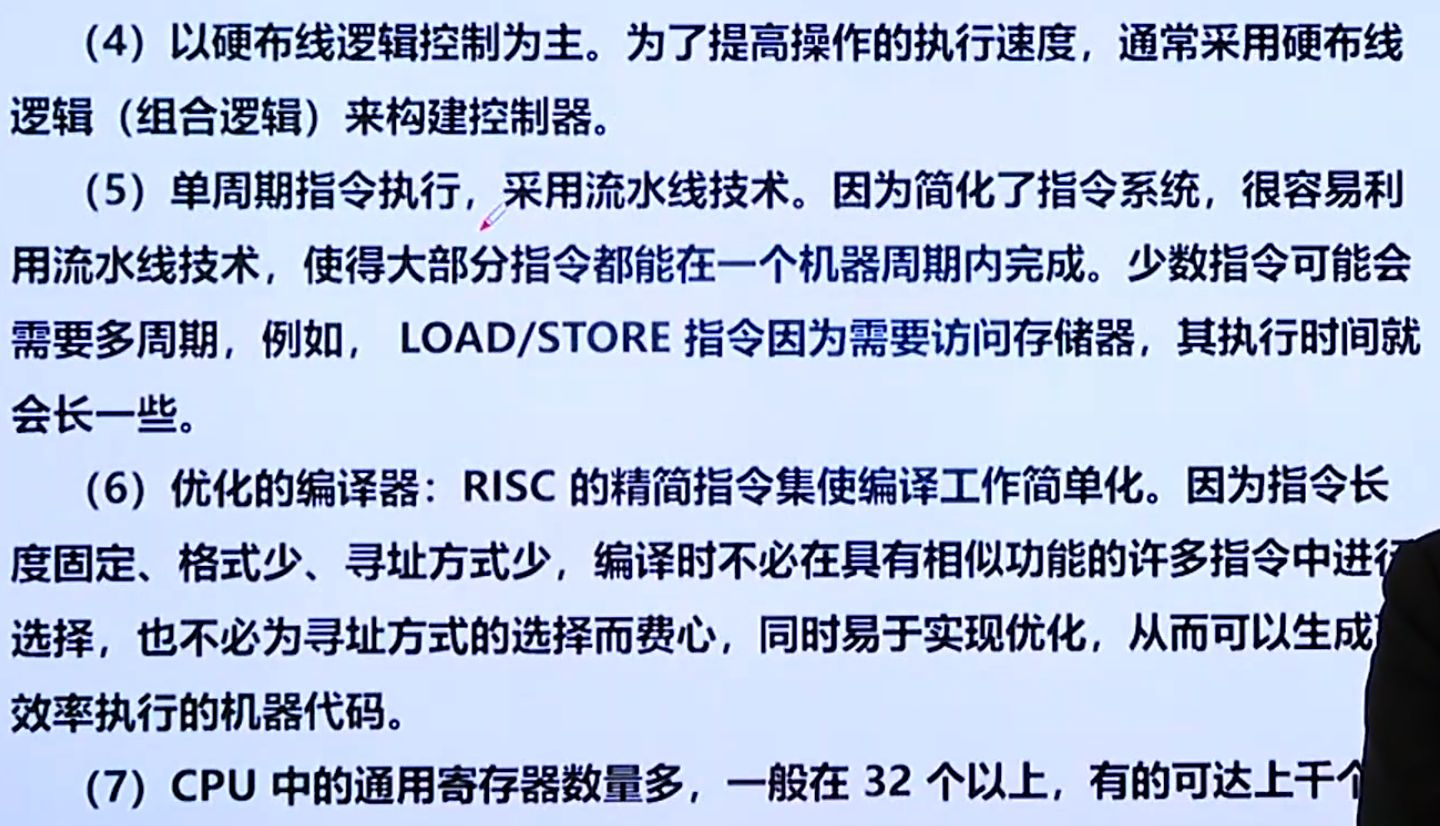 （4）以硬布线逻辑控制为主。为了提高操作的执行速度，通常采用硬布线
逻辑（组合逻辑）来构建控制器。
（5）单周期指令执行，采用流水线技术。因为简化了指令系统，很容易利
用流水线技术，使得大部分指令都能在一个机器周期内完成。少数指令可能会
需要多周期，例如， LOAD/STORE 指令因为需要访问存储器，其执行时间就
会长一些。
（6）优化的编译器：RISC 的精简指令集使编译工作简单化。因为指令长
度固定、格式少、寻址方式少，编译时不必在具有相似功能的许多指令中进行
选择，也不必为寻址方式的选择而费心，同时易于实现优化，从而可以生成
效率执行的机器代码。
（7）CPU 中的通用寄存器数量多，一般在 32 个以上，有的可达上千个